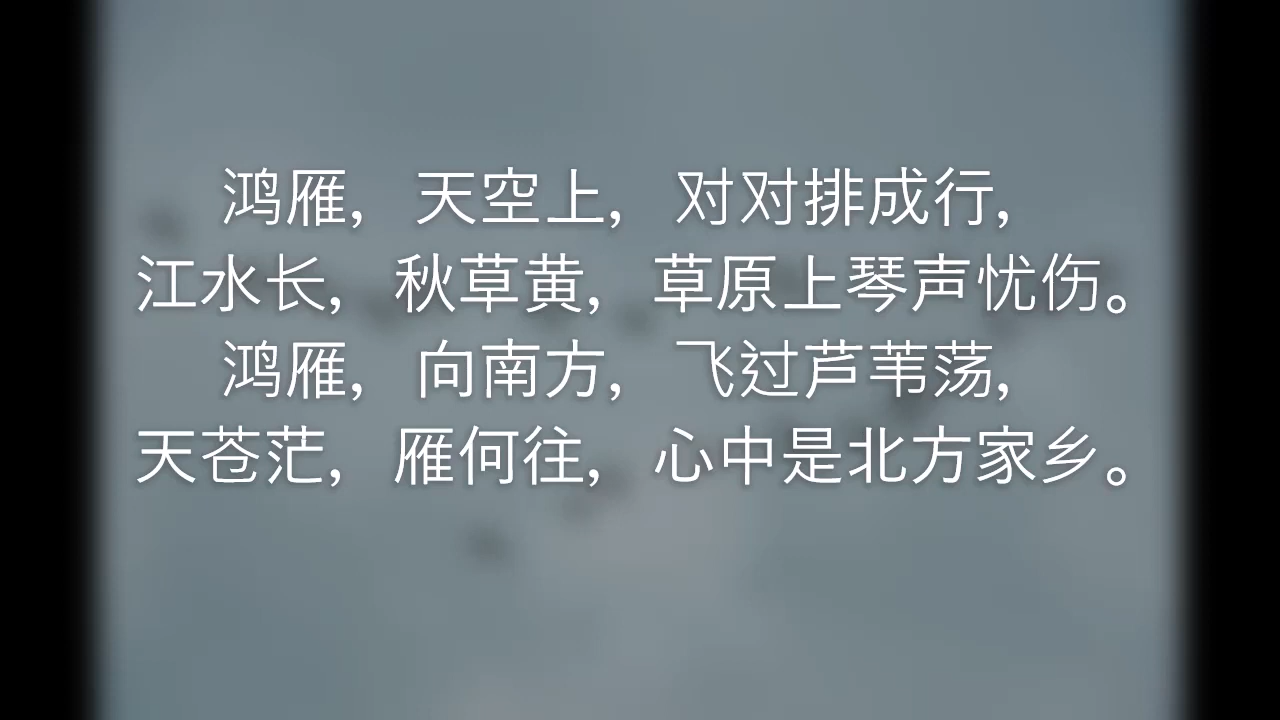 鸿雁, 天空上, 对对排成行,
江水长, 秋草黄, 草原上琴声忧伤。
鸿雁, 向南方, 飞过芦苇荡,
天苍茫, 雁何往, 心中是北方家乡。